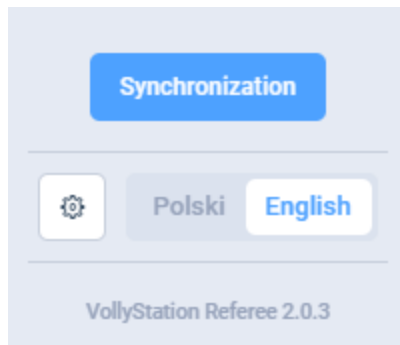 Synchronization
Polski English
VollyStation Referee 2.0.3